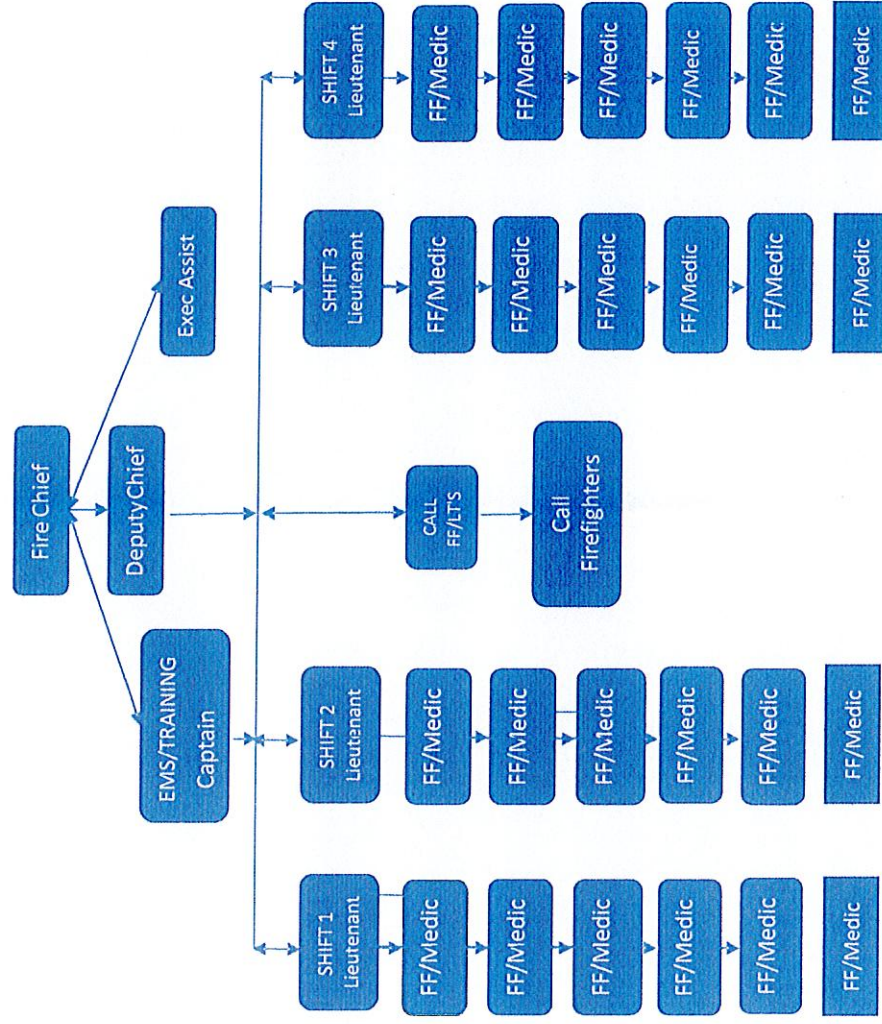 Fire Chief
Deputy Chief
Exec Assist
EMS/TRAINING
Captain
SHIFT 1
Lieutenant
FF/Medic
FF/Medic
FF/Medic
FF/Medic
FF/Medic
FF/Medic
SHIFT 2
Lieutenant
FF/Medic
FF/Medic
FF/Medic
FF/Medic
FF/Medic
FF/Medic
CALL
FF/LTS
Call
Firefighters
SHIFT 3
Lieutenant
FF/Medic
FF/Medic
FF/Medic
FF/Medic
FF/Medic
FF/Medic
SHIFT 4
Lieutenant
FF/Medic
FF/Medic
FF/Medic
FF/Medic
FF/Medic
FF/Medic